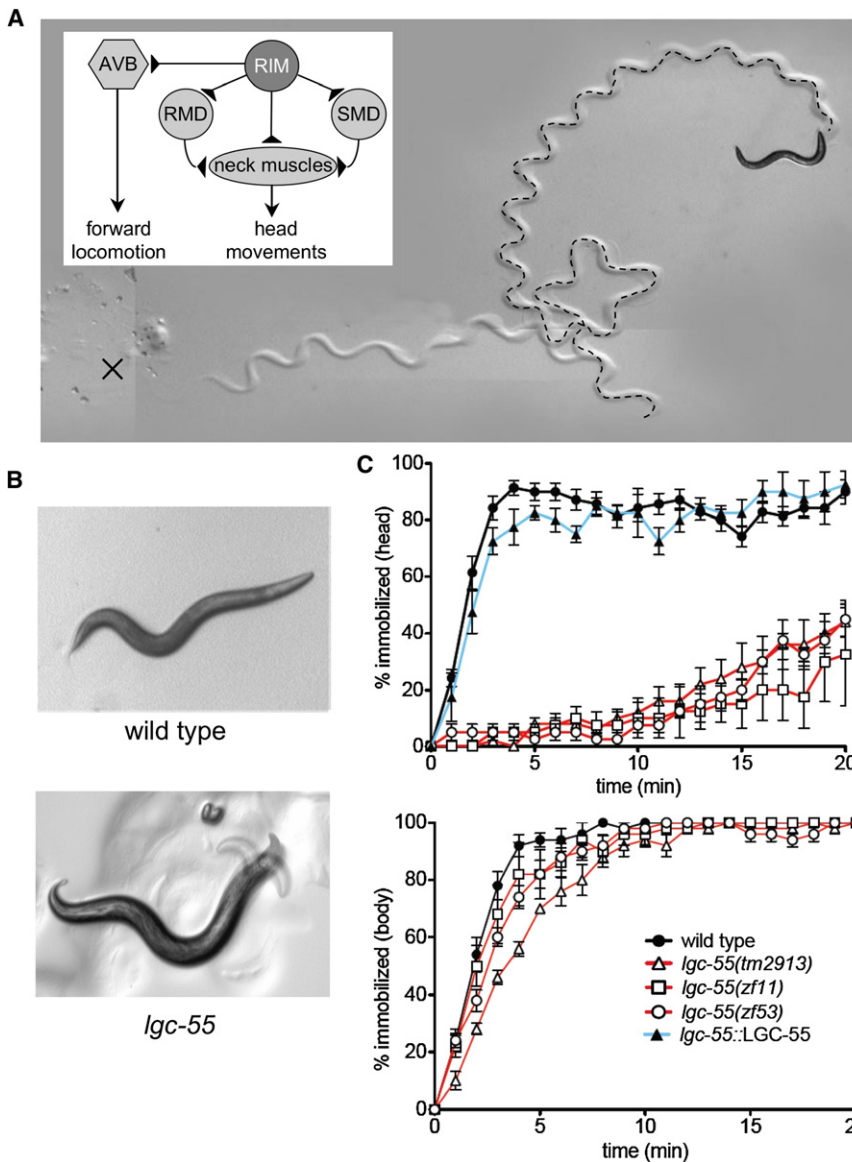 A
AVB
RIM
RMD
SMD
neck muscles
forward
locomotion
head
movements
B
wild type
lgc-55
C
% immobilized (head)
100
80
60
40
20
0
0 5 10 15 20
time (min)
% immobilized (body)
100
80
60
40
20
0
wild type
lgc-55(tm2913)
lgc-55(zf11)
lgc-55(zf53)
lgc-55::LGC-55
0 5 10 15 2
time (min)